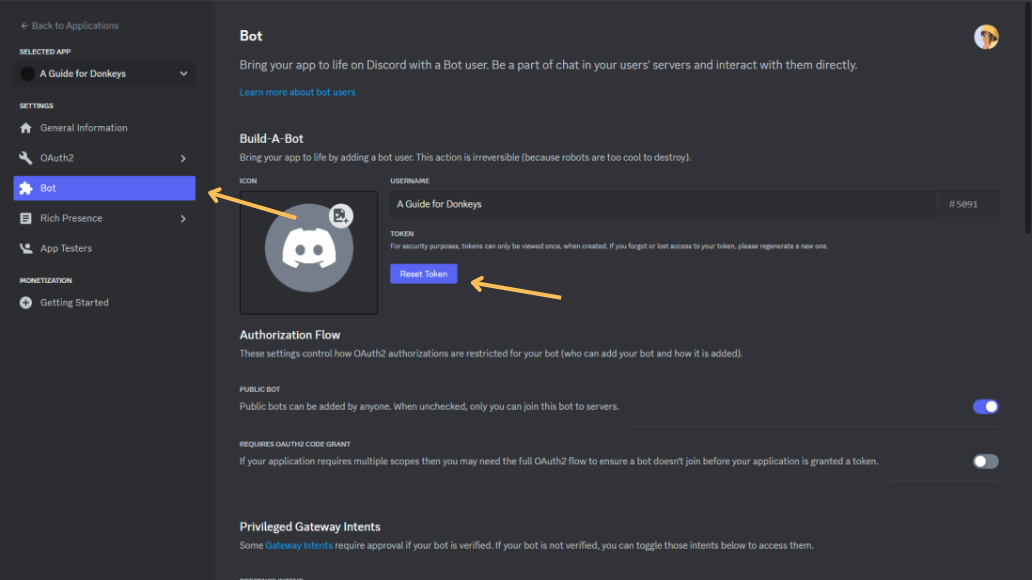 ← Back to Applications
SELECTED APP
A Guide for Donkeys
SETTINGS
General Information
OAuth2
Bot
Rich Presence
App Testers
MONETIZATION
Getting Started
Bot
Bring your app to life on Discord with a Bot user. Be a part of chat in your users' servers and interact with them directly.
Learn more about bot users
Build-A-Bot
Bring your app to life by adding a bot user. This action is irreversible (because robots are too cool to destroy).
ICON
USERNAME
A Guide for Donkeys
#5091
TOKEN
For security purposes, tokens can only be viewed once, when created. If you forgot or lost access to your token, please regenerate a new one.
Reset Token
Authorization Flow
These settings control how OAuth2 authorizations are restricted for your bot (who can add your bot and how it is added).
PUBLIC BOT
Public bots can be added by anyone. When unchecked, only you can join this bot to servers.
REQUIRES OAUTH2 CODE GRANT
If your application requires multiple scopes then you may need the full OAuth2 flow to ensure a bot doesn't join before your application is granted a token.
Privileged Gateway Intents
Some Gateway Intents require approval if your bot is verified. If your bot is not verified, you can toggle those intents below to access them.